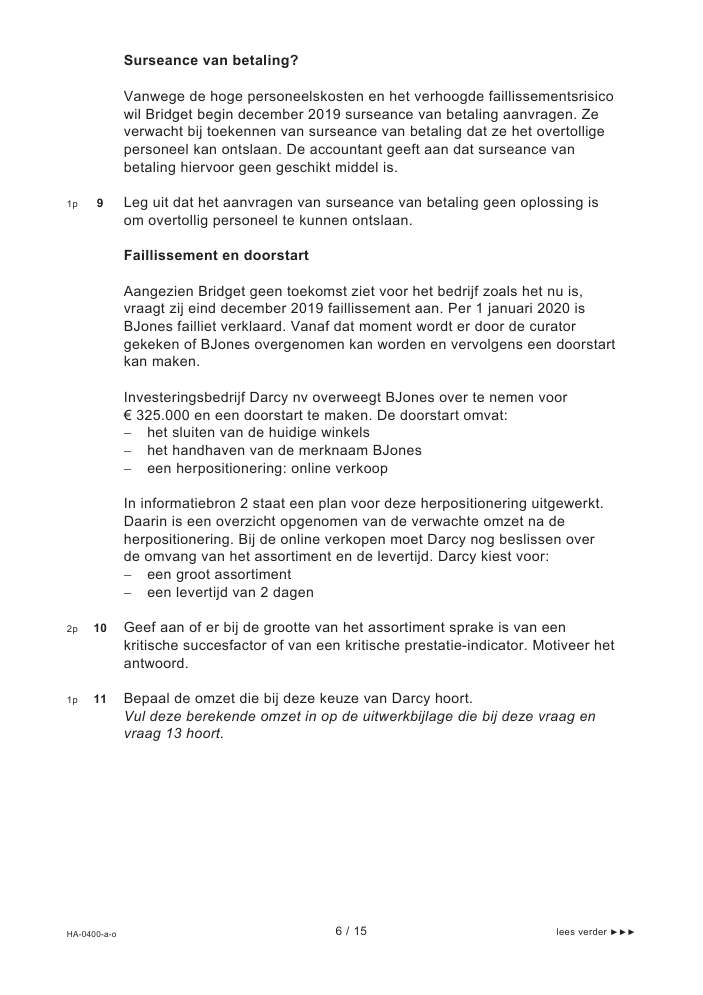 Surseance van betaling?
Vanwege de hoge personeelskosten en het verhoogde faillissementsrisico
wil Bridget begin december 2019 surseance van betaling aanvragen. Ze
verwacht bij toekennen van surseance van betaling dat ze het overtollige
personeel kan ontslaan. De accountant geeft aan dat surseance van
betaling hiervoor geen geschikt middel is.
1p 9 Leg uit dat het aanvragen van surseance van betaling geen oplossing is
om overtollig personeel te kunnen ontslaan.
Faillissement en doorstart
Aangezien Bridget geen toekomst ziet voor het bedrijf zoals het nu is,
vraagt zij eind december 2019 faillissement aan. Per 1 januari 2020 is
BJones failliet verklaard. Vanaf dat moment wordt er door de curator
gekeken of BJones overgenomen kan worden en vervolgens een doorstart
kan maken.
Investeringsbedrijf Darcy nv overweegt BJones over te nemen voor
€ 325.000 en een doorstart te maken. De doorstart omvat:
– het sluiten van de huidige winkels
– het handhaven van de merknaam BJones
– een herpositionering: online verkoop
In informatiebron 2 staat een plan voor deze herpositionering uitgewerkt.
Daarin is een overzicht opgenomen van de verwachte omzet na de
herpositionering. Bij de online verkopen moet Darcy nog beslissen over
de omvang van het assortiment en de levertijd. Darcy kiest voor:
– een groot assortiment
– een levertijd van 2 dagen
2p 10 Geef aan of er bij de grootte van het assortiment sprake is van een
kritische succesfactor of van een kritische prestatie-indicator. Motiveer het
antwoord.
1p 11 Bepaal de omzet die bij deze keuze van Darcy hoort.
Vul deze berekende omzet in op de uitwerkbijlage die bij deze vraag en
vraag 13 hoort.
HA-0400-a-o 6 / 15 lees verder ►►►